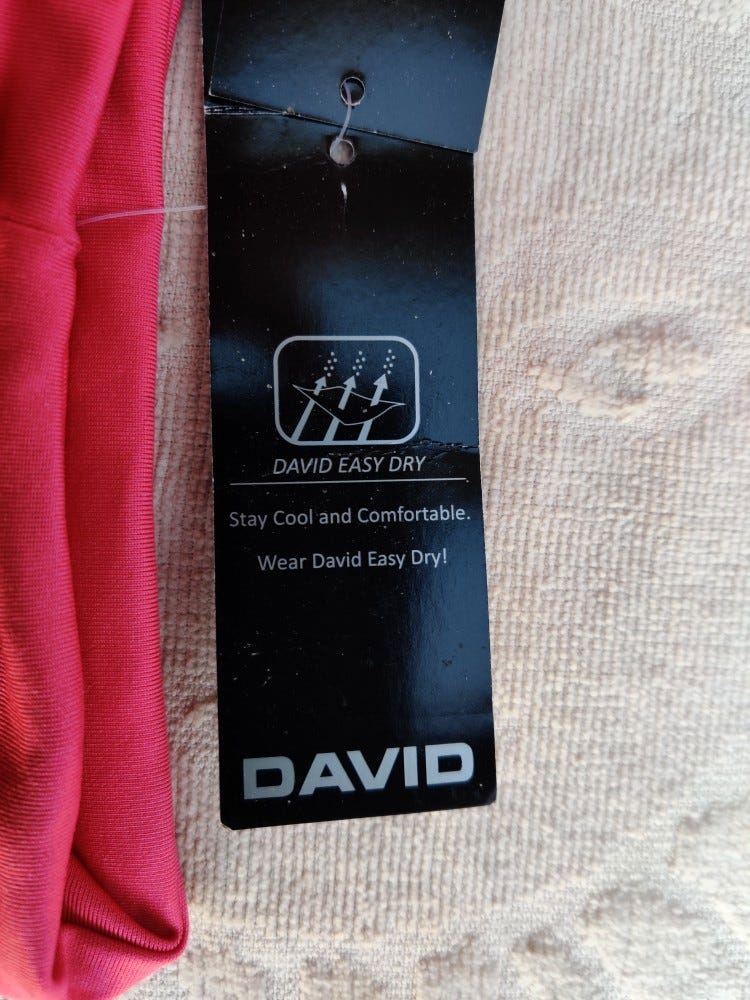 DAVID EASY DRY
Stay Cool and Comfortable.
Wear David Easy Dry!
DAVID